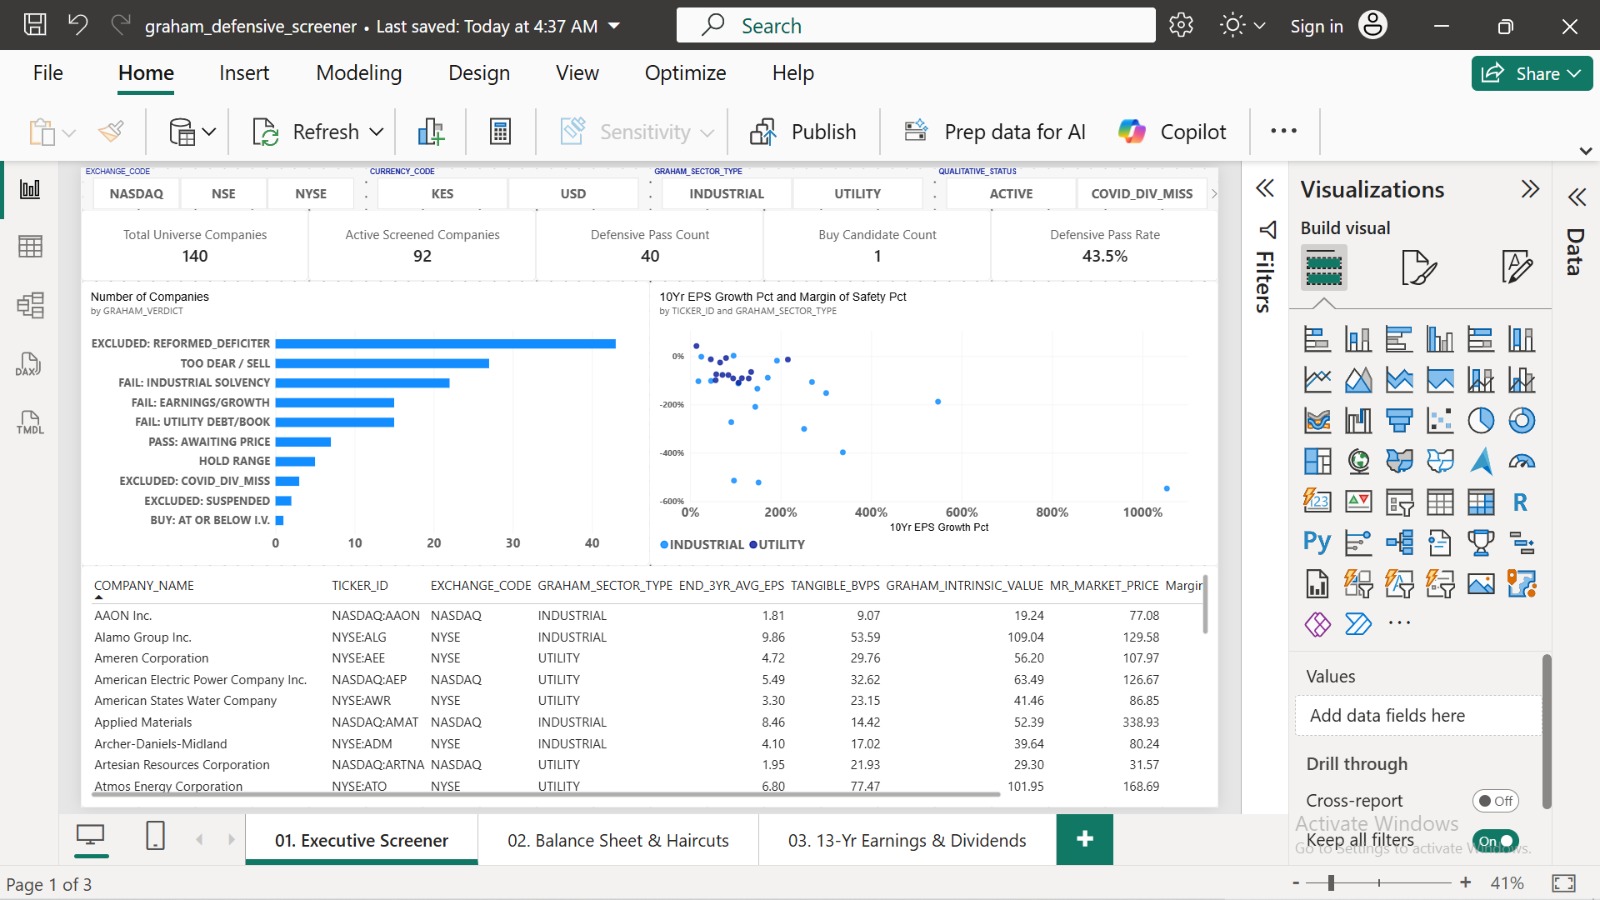 graham_defensive_screener • Last saved: Today at 4:37 AM
Search
Sign in
File Home Insert Modeling Design View Optimize Help
Share
Refresh Sensitivity Publish Prep data for AI Copilot ...
EXCHANGE_CODE CURRENCY_CODE GRAHAM_SECTOR_TYPE QUALITATIVE_STATUS
NASDAQ NSE NYSE KES USD INDUSTRIAL UTILITY ACTIVE COVID_DIV_MISS
Total Universe Companies Active Screened Companies Defensive Pass Count Buy Candidate Count Defensive Pass Rate
140 92 40 1 43.5%
Number of Companies
by GRAHAM_VERDICT
EXCLUDED: REFORMED_DEFICITER
TOO DEAR / SELL
FAIL: INDUSTRIAL SOLVENCY
FAIL: EARNINGS/GROWTH
FAIL: UTILITY DEBT/BOOK
PASS: AWAITING PRICE
HOLD RANGE
EXCLUDED: COVID_DIV_MISS
EXCLUDED: SUSPENDED
BUY: AT OR BELOW I.V.
0 10 20 30 40
10Yr EPS Growth Pct and Margin of Safety Pct
by TICKER_ID and GRAHAM_SECTOR_TYPE
0%
-200%
-400%
-600%
0% 200% 400% 600% 800% 1000%
10Yr EPS Growth Pct
INDUSTRIAL UTILITY
COMPANY_NAME TICKER_ID EXCHANGE_CODE GRAHAM_SECTOR_TYPE END_3YR_AVG_EPS TANGIBLE_BVPS GRAHAM_INTRINSIC_VALUE MR_MARKET_PRICE Margin
AAON Inc. NASDAQ:AAON NASDAQ INDUSTRIAL 1.81 9.07 19.24 77.08
Alamo Group Inc. NYSE:ALG NYSE INDUSTRIAL 9.86 53.59 109.04 129.58
Ameren Corporation NYSE:AEE NYSE UTILITY 4.72 29.76 56.20 107.97
American Electric Power Company Inc. NYSE:AEP NASDAQ UTILITY 5.49 32.62 63.49 126.67
American States Water Company NYSE:AWR NYSE UTILITY 3.30 23.15 41.46 86.85
Applied Materials NASDAQ:AMAT NASDAQ INDUSTRIAL 8.46 14.42 52.39 338.93
Archer-Daniels-Midland NYSE:ADM NYSE INDUSTRIAL 4.10 17.02 39.64 80.24
Artesian Resources Corporation NASDAQ:ARTNA NASDAQ UTILITY 1.95 21.93 29.30 31.57
Atmos Energy Corporation NYSE:ATO NYSE UTILITY 6.80 77.47 101.95 168.69
Filters
Visualizations
Build visual
123
R
Py
...
Values
Add data fields here
Drill through
Cross-report Off
Keep all filters On
Activate Windows
Go to Settings to activate Windows.
Data
DAX
TMDL
01. Executive Screener 02. Balance Sheet & Haircuts 03. 13-Yr Earnings & Dividends +
Page 1 of 3
- + 41%